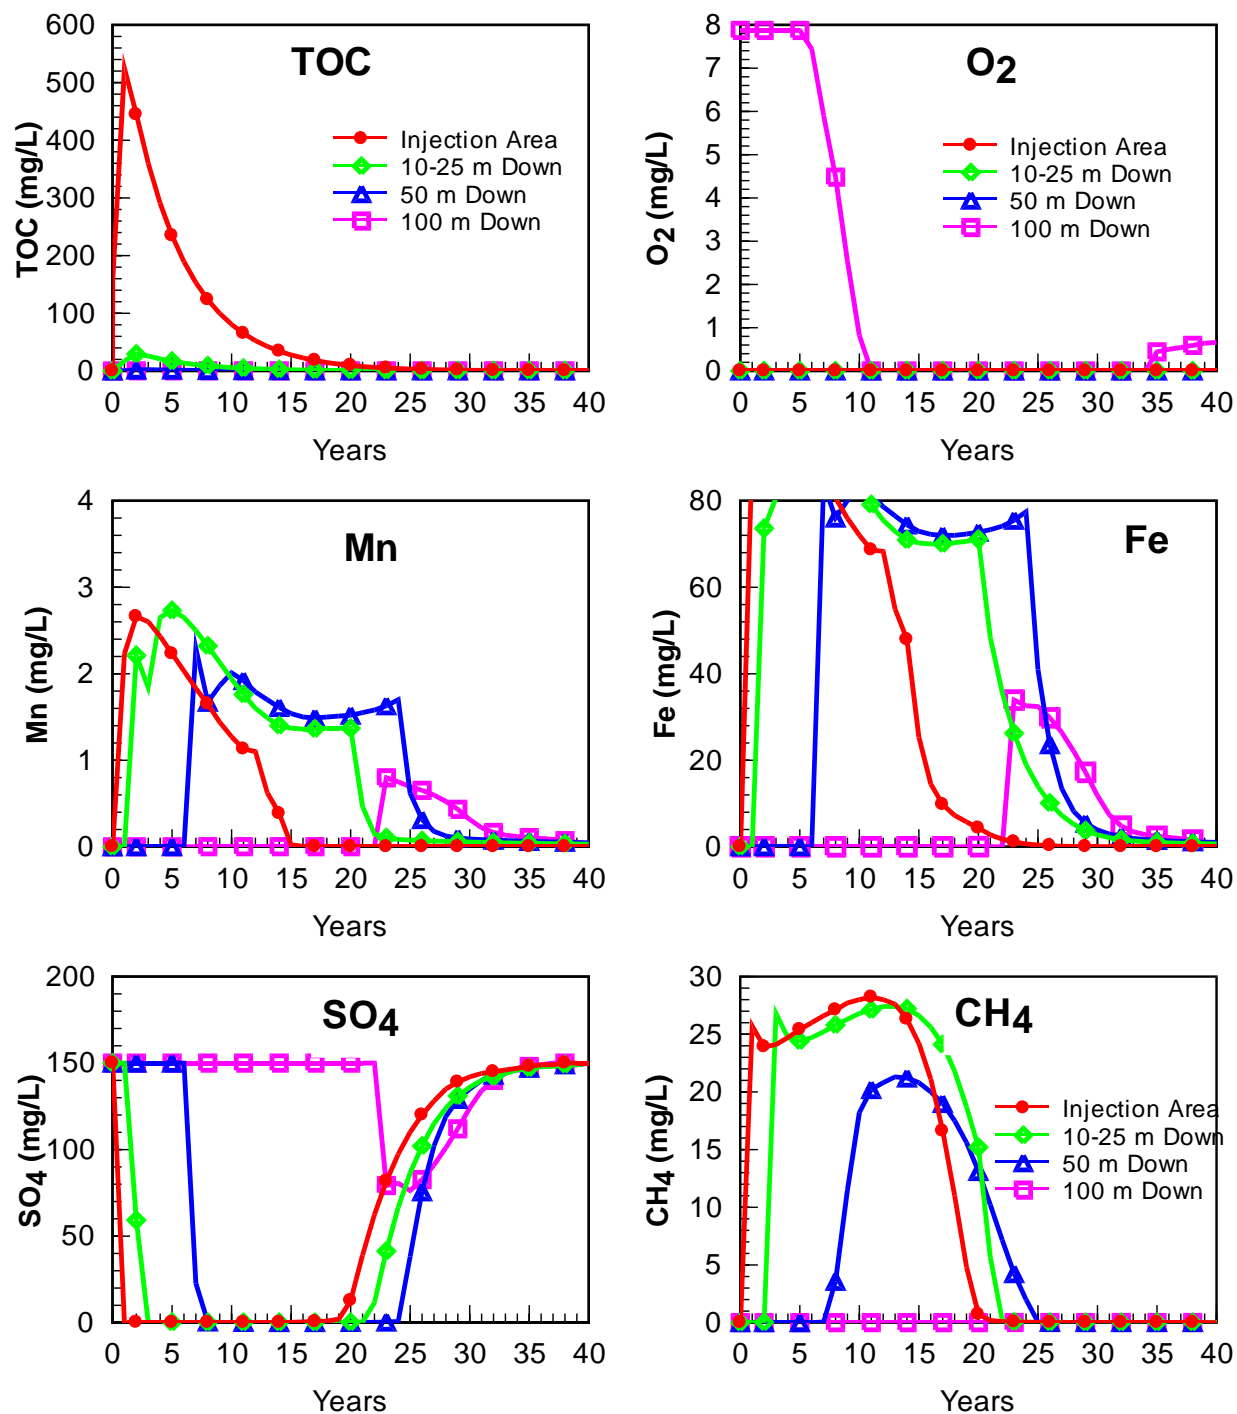 600
500
400
300
200
100
0
TOC (mg/L)
TOC
Injection Area
10-25 m Down
50 m Down
100 m Down
0 5 10 15 20 25 30 35 40
Years
8
7
6
5
4
3
2
1
0
O2 (mg/L)
O2
Injection Area
10-25 m Down
50 m Down
100 m Down
0 5 10 15 20 25 30 35 40
Years
4
3
2
1
0
Mn (mg/L)
Mn
0 5 10 15 20 25 30 35 40
Years
80
60
40
20
0
Fe (mg/L)
Fe
0 5 10 15 20 25 30 35 40
Years
200
150
100
50
0
SO4 (mg/L)
SO4
0 5 10 15 20 25 30 35 40
Years
30
25
20
15
10
5
0
CH4 (mg/L)
CH4
Injection Area
10-25 m Down
50 m Down
100 m Down
0 5 10 15 20 25 30 35 40
Years